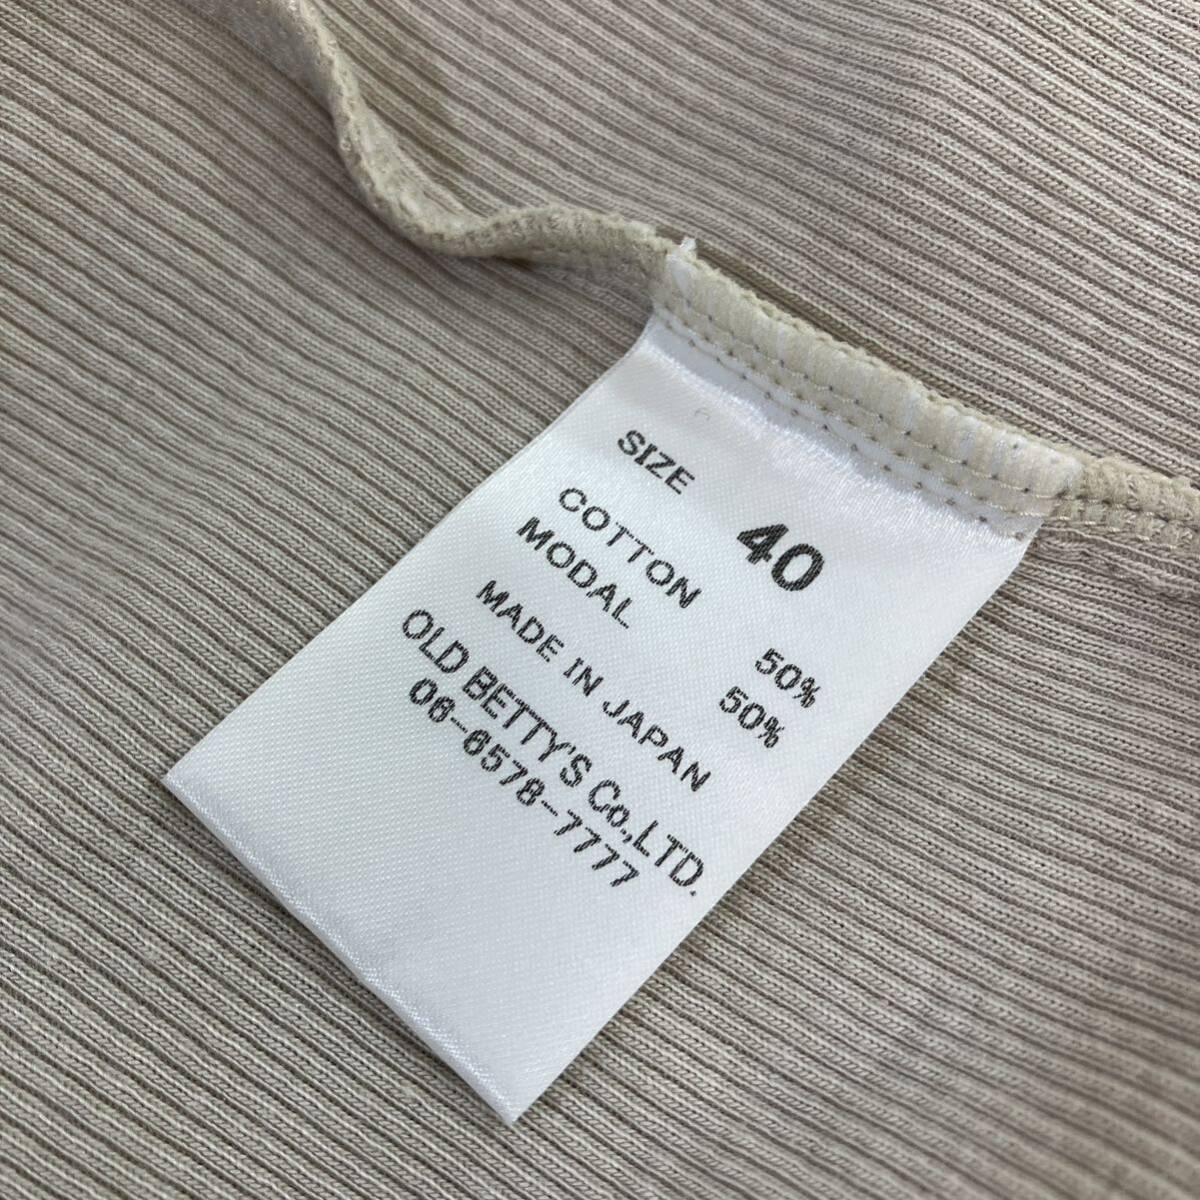 SIZE 40
COTTON 50%
MODAL 50%
MADE IN JAPAN
OLD BETTY'S Co.,LTD.
06-6578-7777